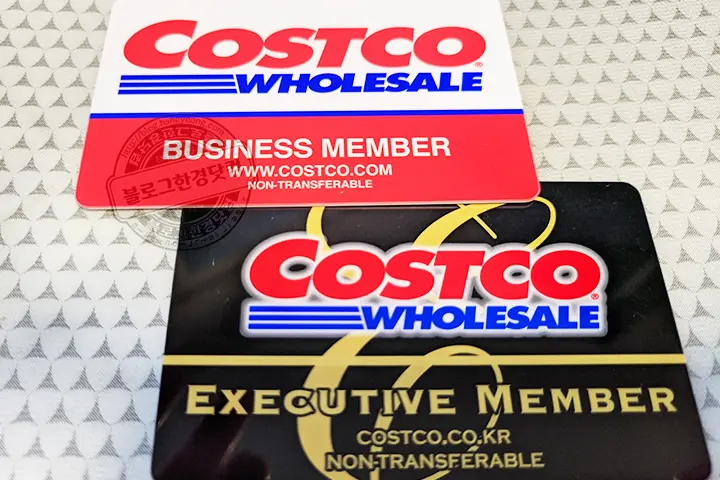 COSTCO
WHOLESALE
BUSINESS MEMBER
WWW.COSTCO.COM
NON-TRANSFERABLE
블로그한경닷컴
COSTCO
WHOLESALE
EXECUTIVE MEMBER
COSTCO.CO.KR
NON-TRANSFERABLE